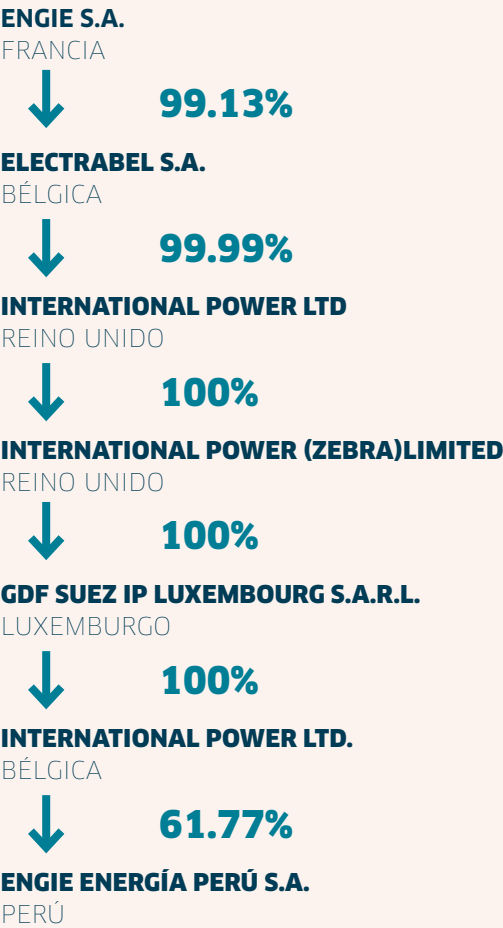 ENGIE S.A.
FRANCIA
99.13%
ELECTRABEL S.A.
BÉLGICA
99.99%
INTERNATIONAL POWER LTD
REINO UNIDO
100%
INTERNATIONAL POWER (ZEBRA)LIMITED
REINO UNIDO
100%
GDF SUEZ IP LUXEMBOURG S.A.R.L.
LUXEMBURGO
100%
INTERNATIONAL POWER LTD.
BÉLGICA
61.77%
ENGIE ENERGÍA PERÚ S.A.
PERÚ